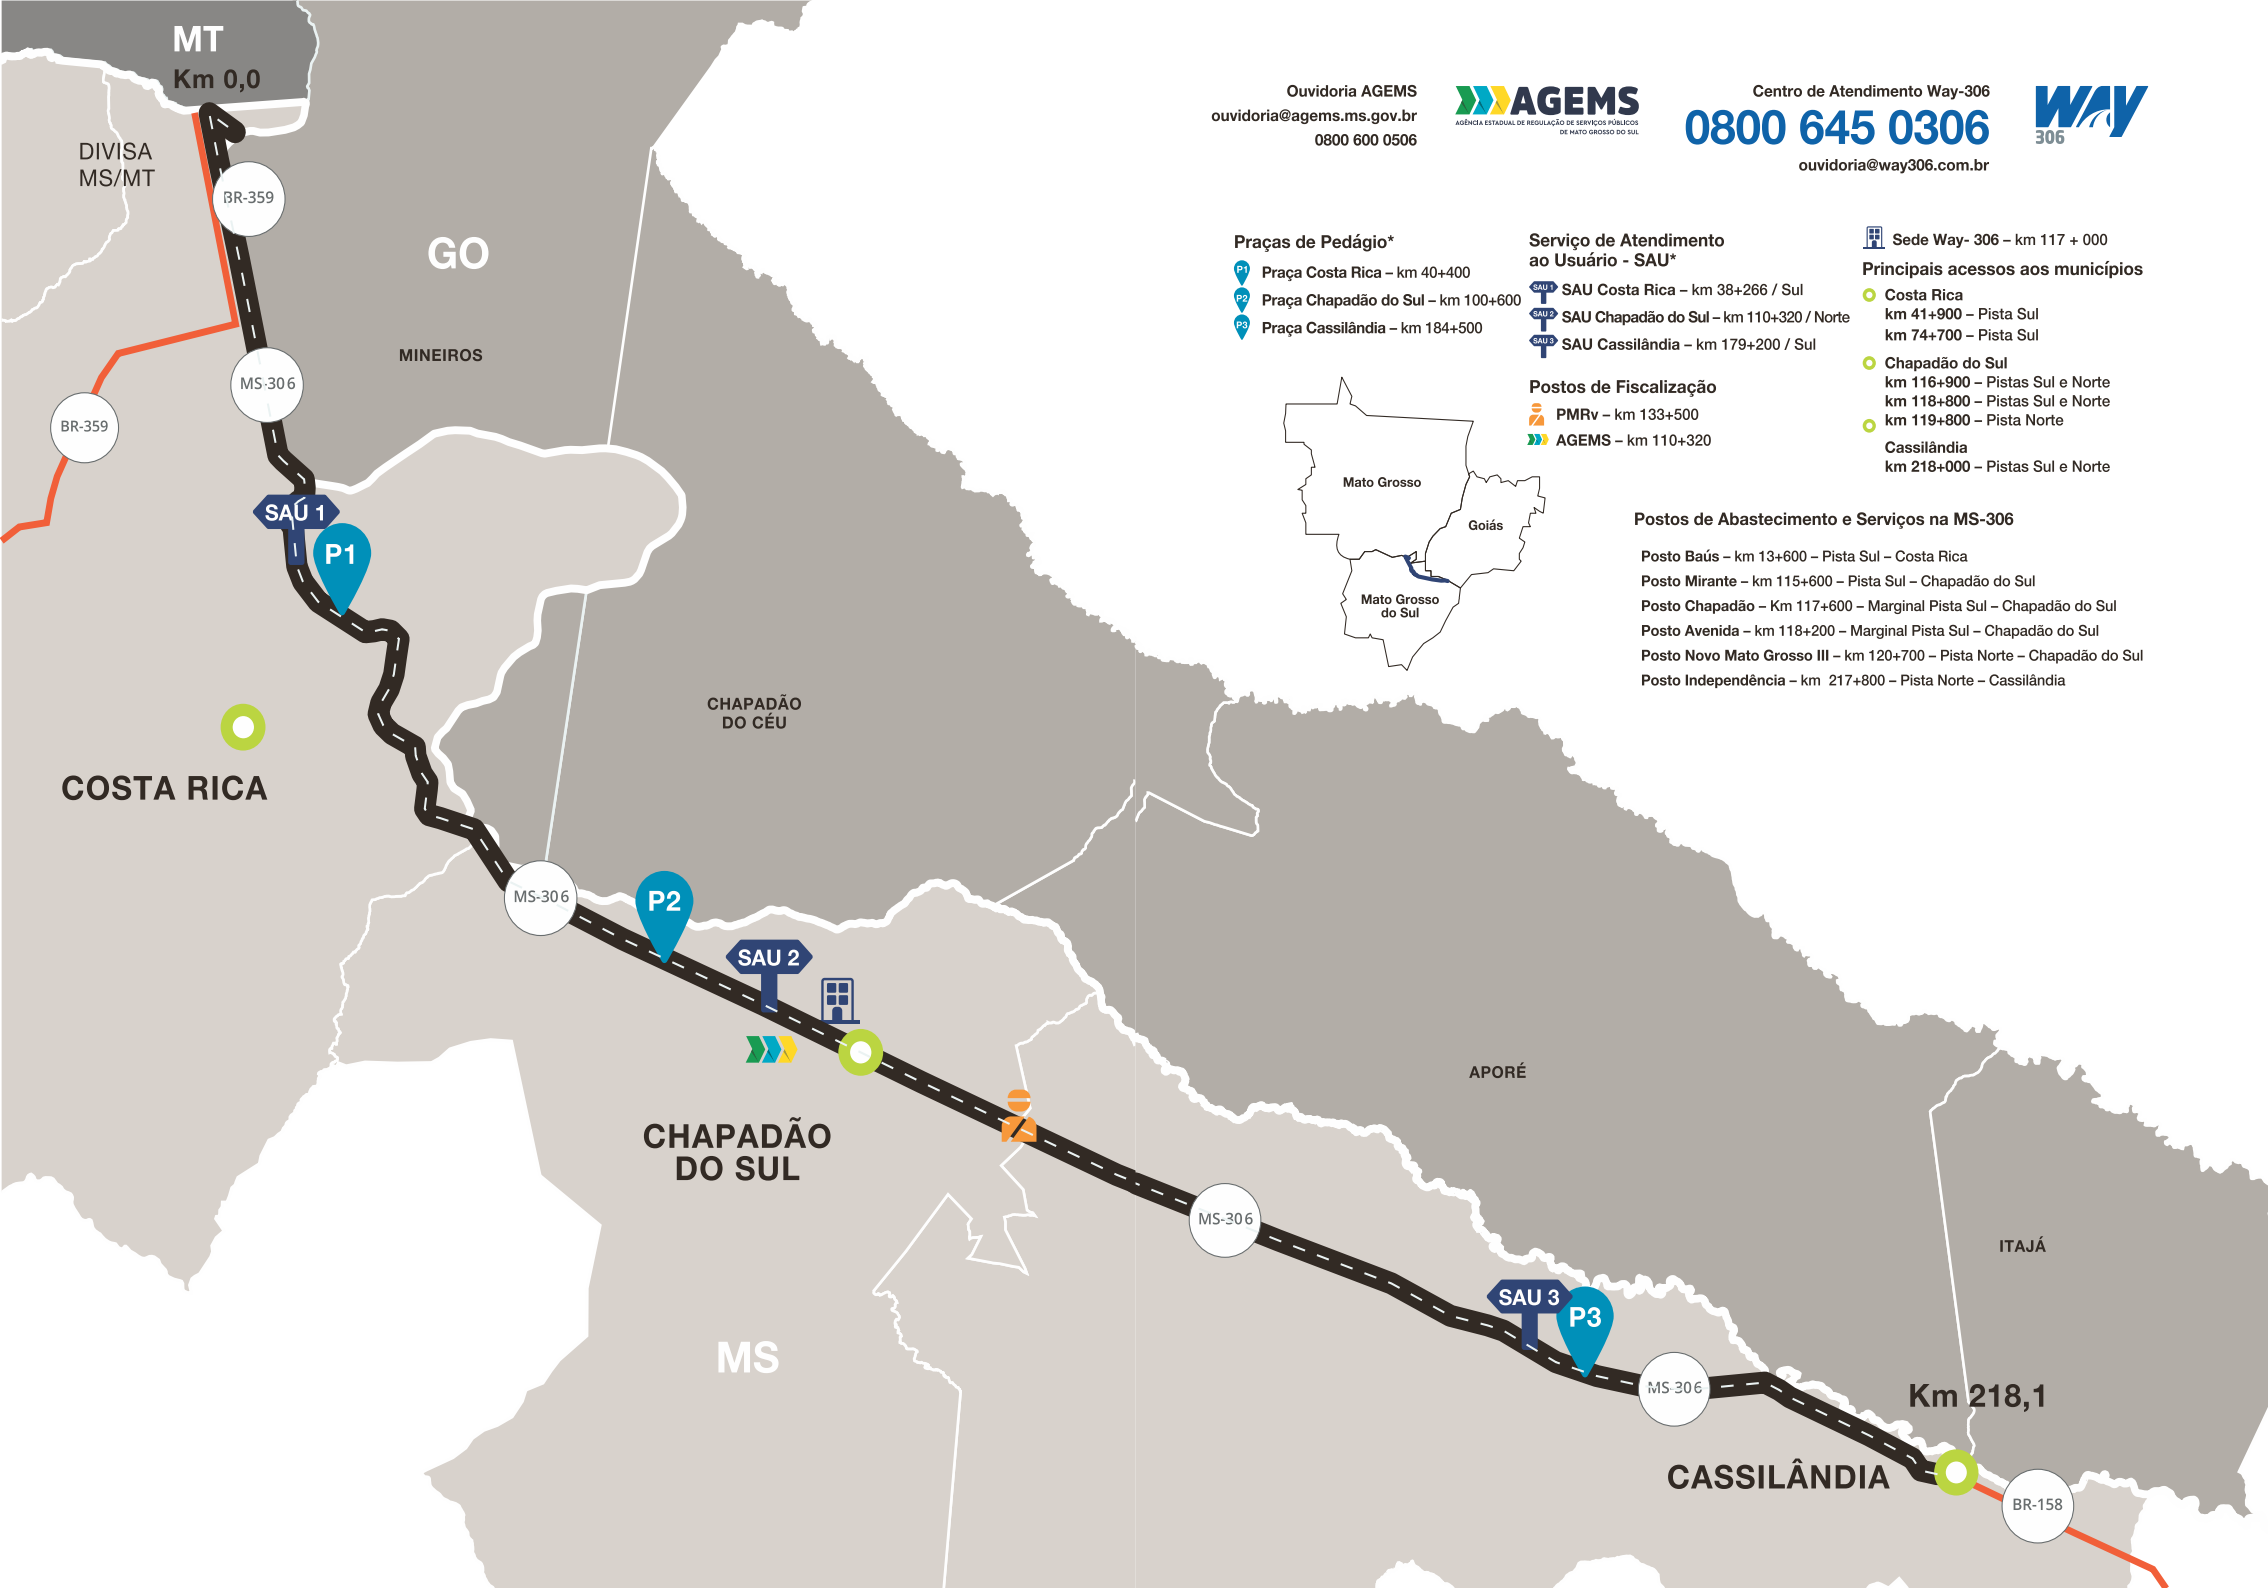 MT
Km 0,0
DIVISA
MS/MT
BR-359
GO
MINEIROS
MS-306
BR-359
SAU 1
P1
COSTA RICA
CHAPADÃO
DO CÉU
MS-306
P2
SAU 2
CHAPADÃO
DO SUL
MS
APORÉ
MS-306
ITAJÁ
SAU 3
P3
MS-306
Km 218,1
CASSILÂNDIA
BR-158
Ouvidoria AGEMS
ouvidoria@agems.ms.gov.br
0800 600 0506
AGEMS
AGÊNCIA ESTADUAL DE REGULAÇÃO DE SERVIÇOS PÚBLICOS
DE MATO GROSSO DO SUL
Centro de Atendimento Way-306
0800 645 0306
ouvidoria@way306.com.br
WAY
306
Praças de Pedágio*
P1 Praça Costa Rica – km 40+400
P2 Praça Chapadão do Sul – km 100+600
P3 Praça Cassilândia – km 184+500
Serviço de Atendimento
ao Usuário - SAU*
SAU 1 SAU Costa Rica – km 38+266 / Sul
SAU 2 SAU Chapadão do Sul – km 110+320 / Norte
SAU 3 SAU Cassilândia – km 179+200 / Sul
Postos de Fiscalização
PMRv – km 133+500
AGEMS – km 110+320
Sede Way- 306 – km 117 + 000
Principais acessos aos municípios
Costa Rica
km 41+900 – Pista Sul
km 74+700 – Pista Sul
Chapadão do Sul
km 116+900 – Pistas Sul e Norte
km 118+800 – Pistas Sul e Norte
km 119+800 – Pista Norte
Cassilândia
km 218+000 – Pistas Sul e Norte
Mato Grosso
Goiás
Mato Grosso
do Sul
Postos de Abastecimento e Serviços na MS-306
Posto Baús – km 13+600 – Pista Sul – Costa Rica
Posto Mirante – km 115+600 – Pista Sul – Chapadão do Sul
Posto Chapadão – Km 117+600 – Marginal Pista Sul – Chapadão do Sul
Posto Avenida – km 118+200 – Marginal Pista Sul – Chapadão do Sul
Posto Novo Mato Grosso III – km 120+700 – Pista Norte – Chapadão do Sul
Posto Independência – km 217+800 – Pista Norte – Cassilândia